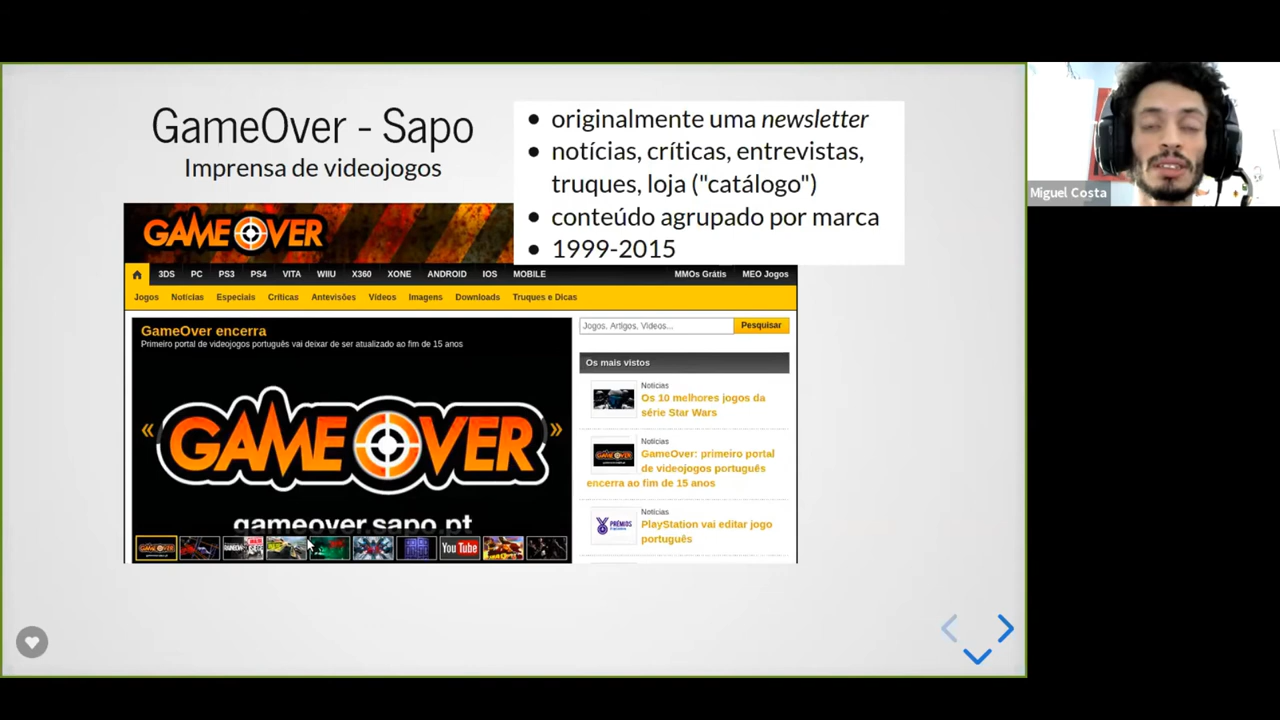 GameOver - Sapo
Imprensa de videojogos
• originalmente uma newsletter
• notícias, críticas, entrevistas,
truques, loja ("catálogo")
• conteúdo agrupado por marca
• 1999-2015
Miguel Costa
GAMEOVER
3DS PC PS3 PS4 VITA WIIU X360 XONE ANDROID IOS MOBILE MMOs Grátis MEO Jogos
Jogos Notícias Especiais Críticas Antevisões Vídeos Imagens Downloads Truques e Dicas
GameOver encerra
Primeiro portal de videojogos português vai deixar de ser atualizado ao fim de 15 anos
« GAMEOVER »
gameover.sapo.pt
You Tube
Jogos, Artigos, Videos... Pesquisar
Os mais vistos
Notícias
Os 10 melhores jogos da
série Star Wars
Notícias
GameOver: primeiro portal
de videojogos português
encerra ao fim de 15 anos
Notícias
PRÉMIOS
PlayStation vai editar jogo
português